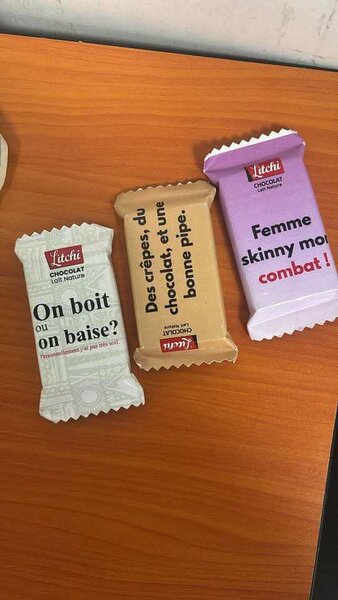 Litchi
CHOCOLAT
Lait Nature
On boit
ou
on baise?
Personnellement j'ai pas très soif.
Des crêpes, du
chocolat, et une
bonne pipe.
CHOCOLAT
Lait Nature
Litchi
Litchi
CHOCOLAT
Lait Nature
Femme
skinny mon
combat !